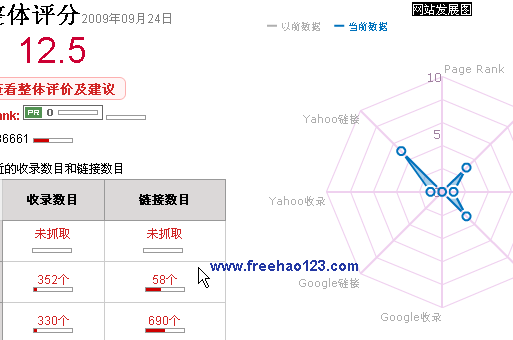 整体评分2009年09月24日
12.5
查看整体评价及建议
nk:
PR 0
36661
近的收录数目和链接数目
收录数目 链接数目
未抓取 未抓取
352个 58个
330个 690个
网站发展图
以前数据 当前数据
10
5
Page Rank
Yahoo链接
Yahoo收录
Google链接
Google收录
www.freehao123.com